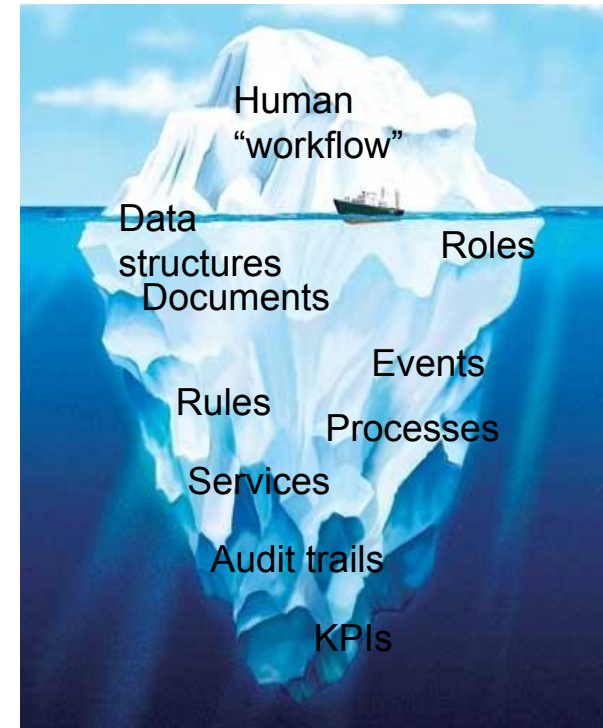 Human
“workflow”
Data
structures
Roles
Documents
Events
Rules
Processes
Services
Audit trails
KPIs